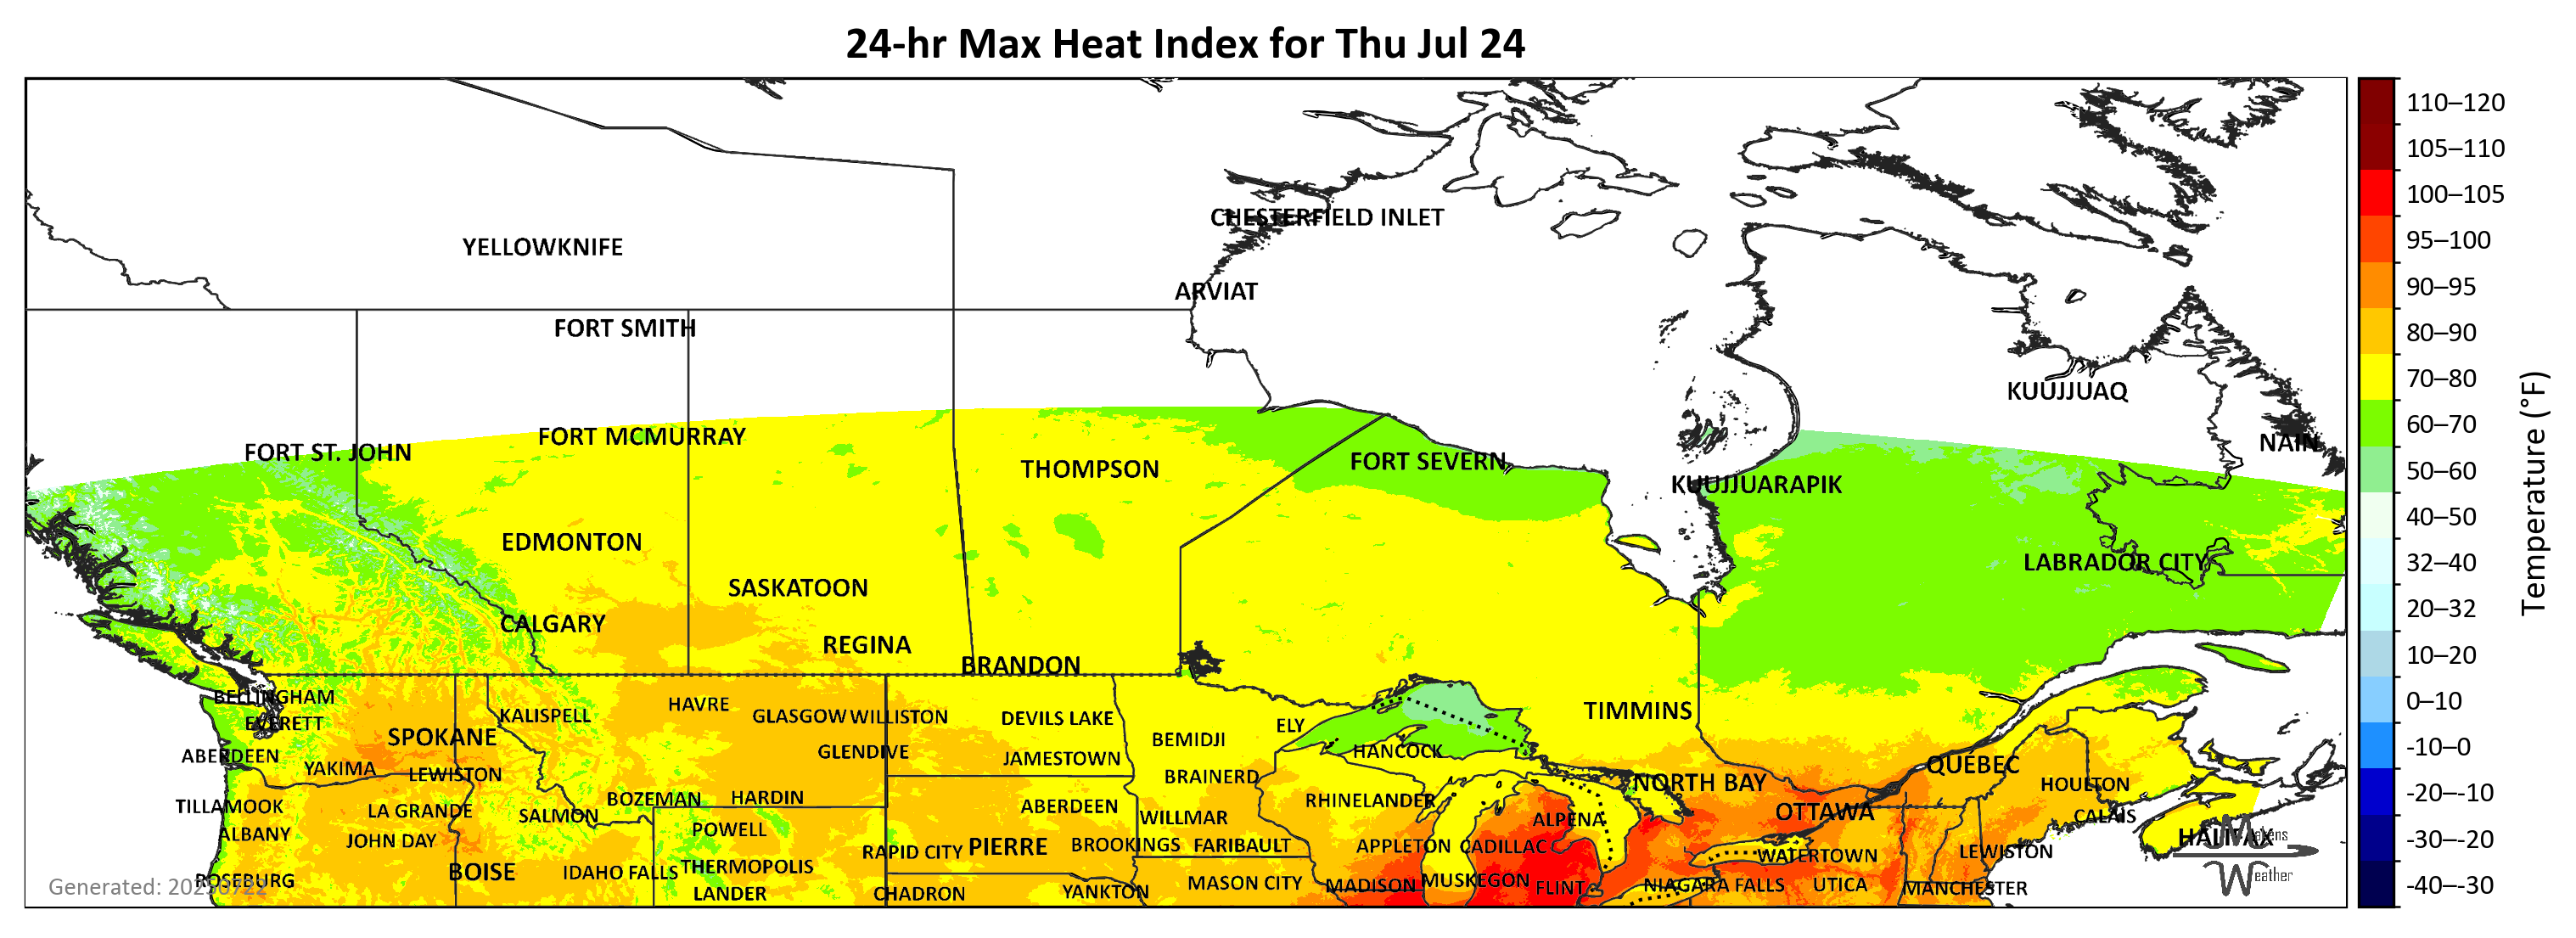 24-hr Max Heat Index for Thu Jul 24
110–120
105–110
100–105
95–100
90–95
80–90
70–80
60–70
50–60
40–50
32–40
20–32
10–20
0–10
-10–0
-20–-10
-30–-20
-40–-30
Temperature (°F)
CHESTERFIELD INLET
YELLOWKNIFE
ARVIAT
FORT SMITH
KUUJJUAQ
FORT MCMURRAY
NAIN
FORT ST. JOHN
FORT SEVERN
THOMPSON
KUUJJUARAPIK
EDMONTON
LABRADOR CITY
SASKATOON
CALGARY
REGINA
BRANDON
BELLINGHAM
HAVRE
KALISPELL
GLASGOW
WILLISTON
DEVILS LAKE
TIMMINS
EVERETT
ELY
SPOKANE
BEMIDJI
HANCOCK
GLENDIVE
ABERDEEN
JAMESTOWN
QUÉBEC
YAKIMA
LEWISTON
BRAINERD
NORTH BAY
HOULTON
BOZEMAN
HARDIN
RHINELANDER
TILLAMOOK
ABERDEEN
LA GRANDE
OTTAWA
SALMON
WILLMAR
ALPENA
CALAIS
POWELL
ALBANY
HALIFAX
Makens
JOHN DAY
PIERRE
BROOKINGS
FARIBAULT
APPLETON
CADILLAC
RAPID CITY
LEWISTON
WATERTOWN
THERMOPOLIS
BOISE
IDAHO FALLS
Weather
ROSEBURG
MUSKEGON
MASON CITY
MADISON
NIAGARA FALLS
UTICA
Generated: 20250722
FLINT
MANCHESTER
YANKTON
LANDER
CHADRON